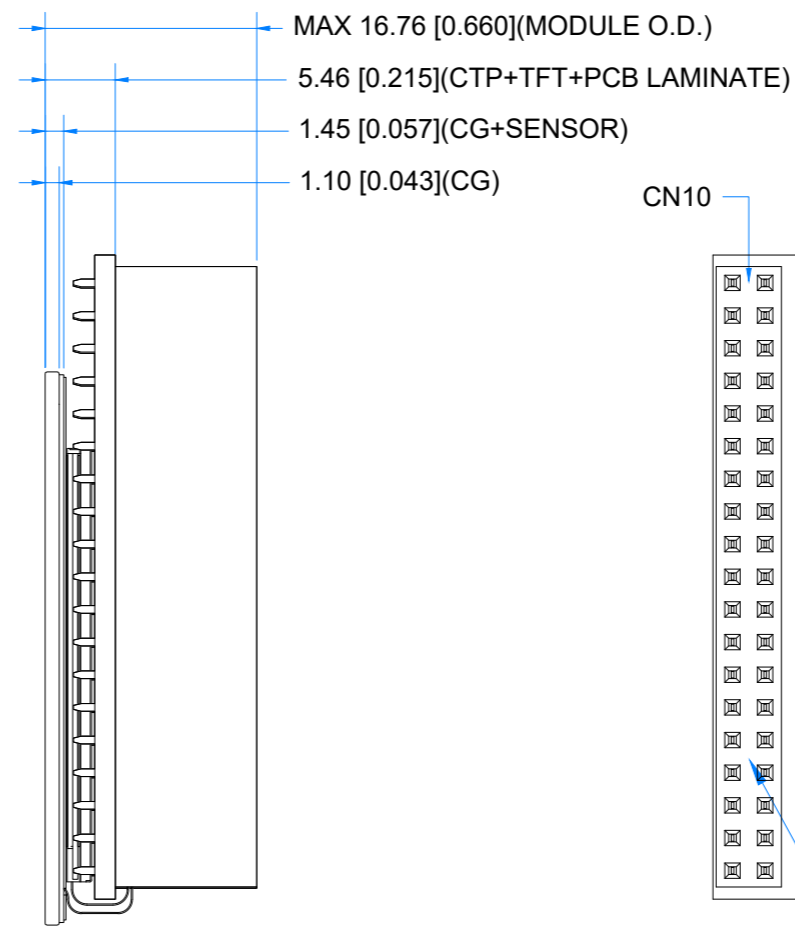 MAX 16.76 [0.660](MODULE O.D.)
5.46 [0.215](CTP+TFT+PCB LAMINATE)
1.45 [0.057](CG+SENSOR)
1.10 [0.043](CG)
CN10